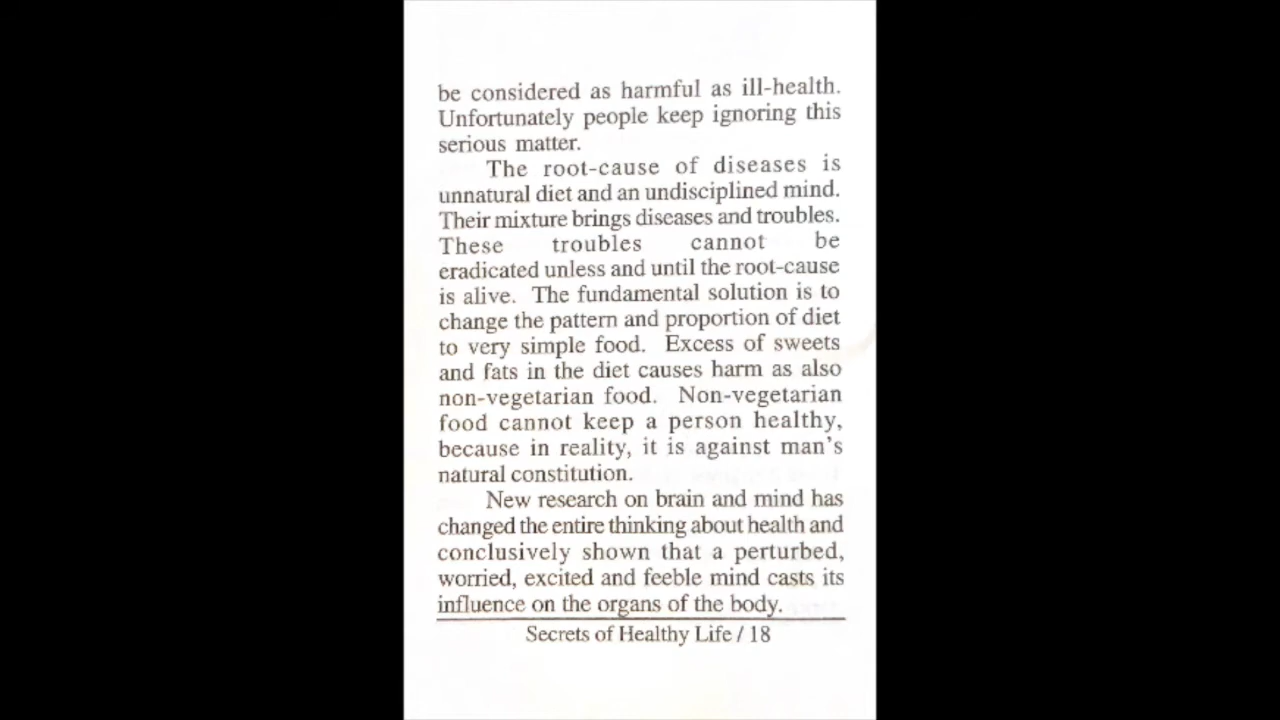 be considered as harmful as ill-health.
Unfortunately people keep ignoring this
serious matter.
The root-cause of diseases is
unnatural diet and an undisciplined mind.
Their mixture brings diseases and troubles.
These troubles cannot be
eradicated unless and until the root-cause
is alive. The fundamental solution is to
change the pattern and proportion of diet
to very simple food. Excess of sweets
and fats in the diet causes harm as also
non-vegetarian food. Non-vegetarian
food cannot keep a person healthy,
because in reality, it is against man's
natural constitution.
New research on brain and mind has
changed the entire thinking about health and
conclusively shown that a perturbed,
worried, excited and feeble mind casts its
influence on the organs of the body.
Secrets of Healthy Life / 18